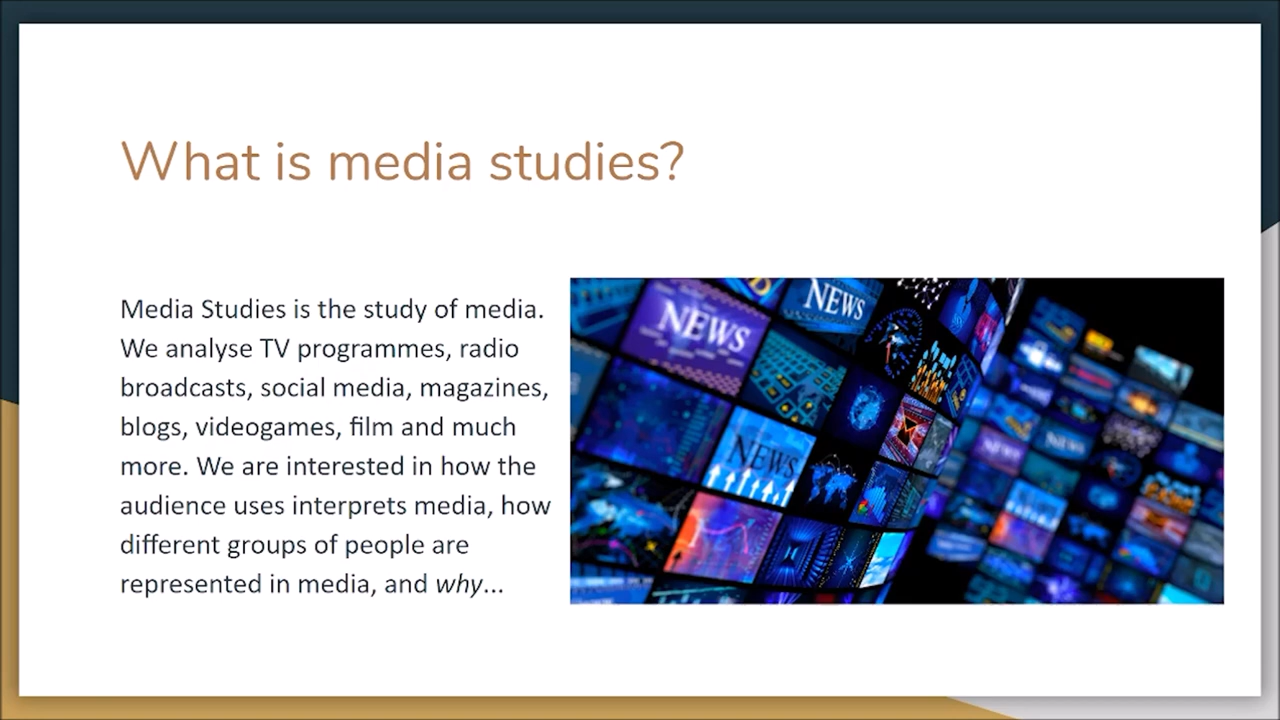 What is media studies?
Media Studies is the study of media.
We analyse TV programmes, radio
broadcasts, social media, magazines,
blogs, videogames, film and much
more. We are interested in how the
audience uses interprets media, how
different groups of people are
represented in media, and why...
NEWS
NEWS
NEWS
NEWS
NEWS